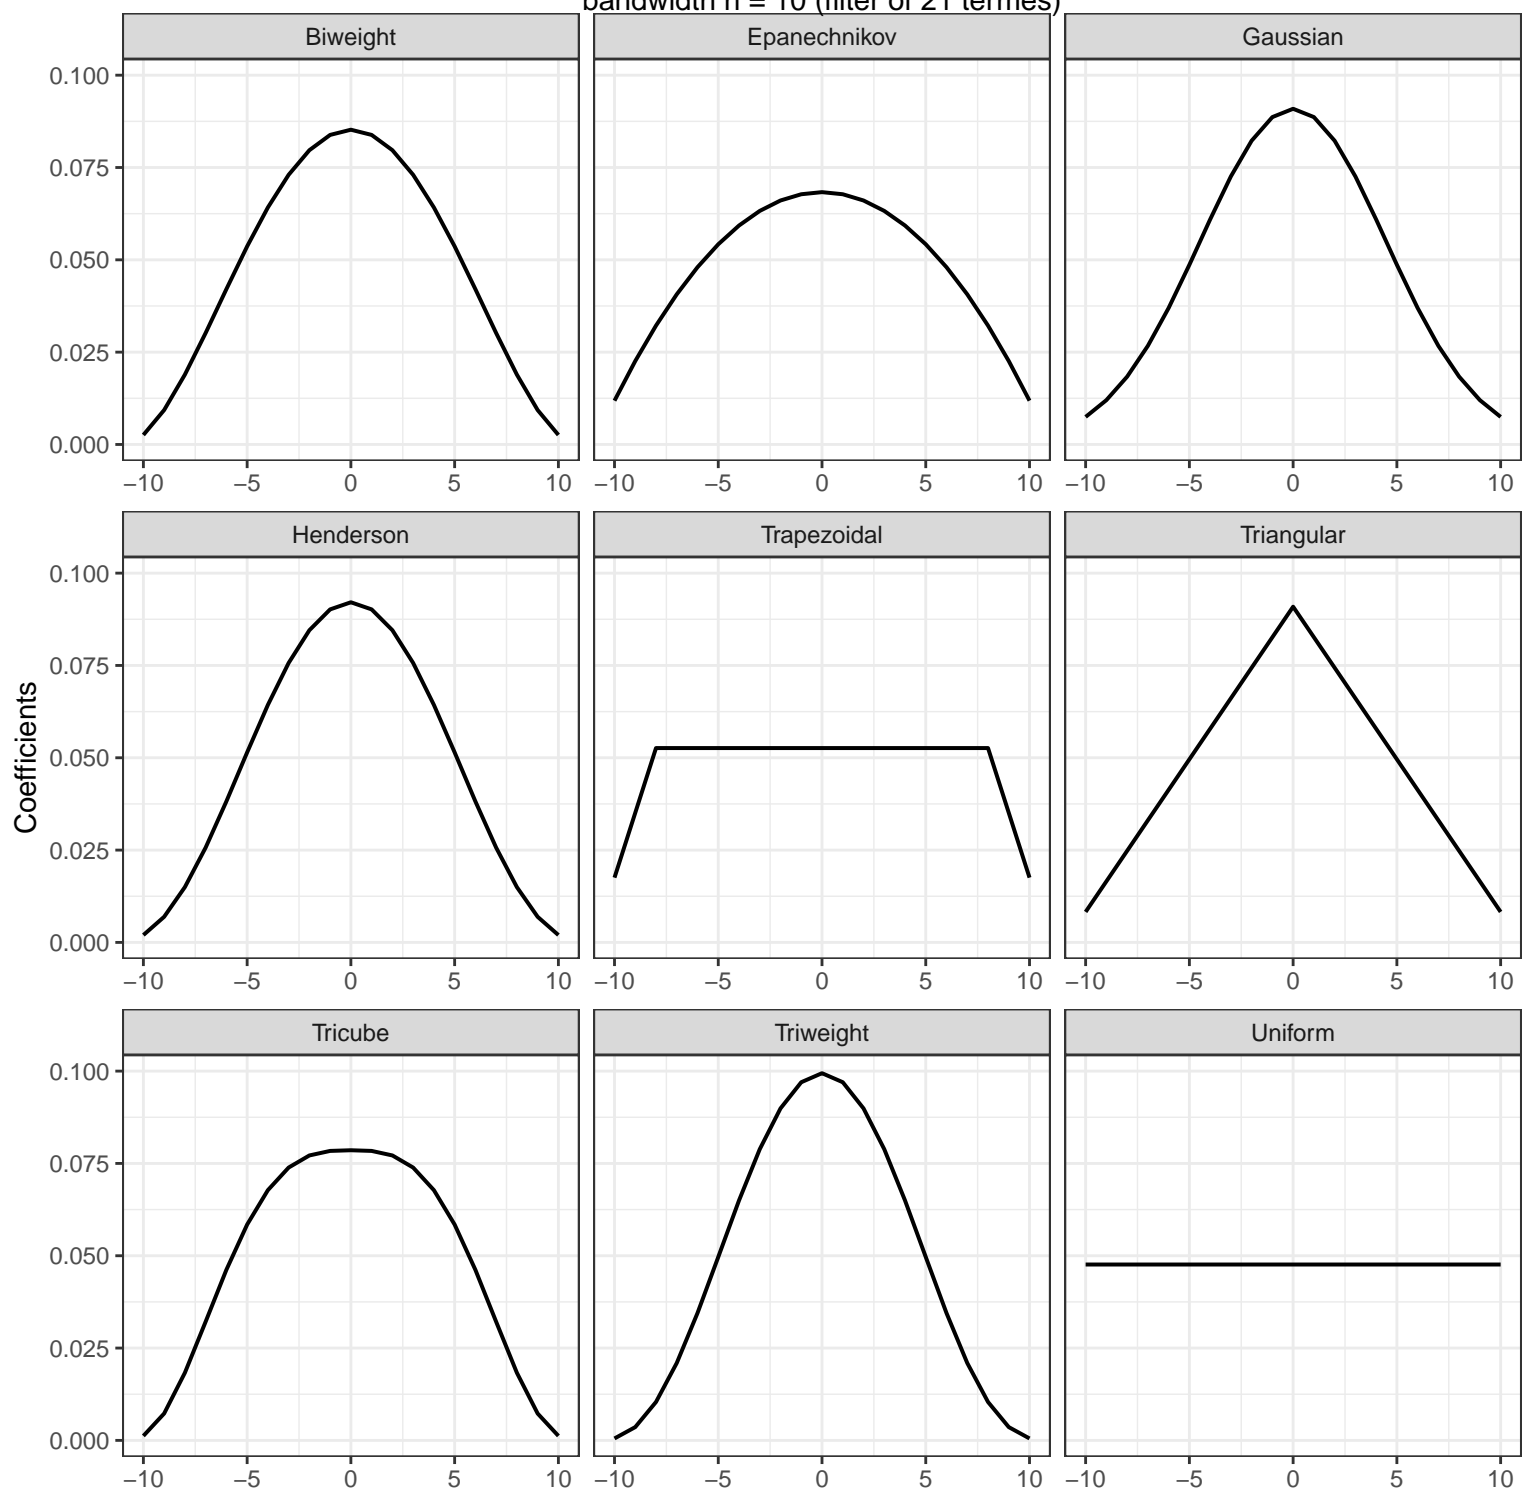 bandwidth h = 10 (filter of 21 termes)
Biweight Epanechnikov Gaussian
0.100
0.075
0.050
0.025
0.000
−10 −5 0 5 10 −10 −5 0 5 10 −10 −5 0 5 10
Henderson Trapezoidal Triangular
0.100
0.075
0.050
0.025
0.000
−10 −5 0 5 10 −10 −5 0 5 10 −10 −5 0 5 10
Coefficients
Tricube Triweight Uniform
0.100
0.075
0.050
0.025
0.000
−10 −5 0 5 10 −10 −5 0 5 10 −10 −5 0 5 10